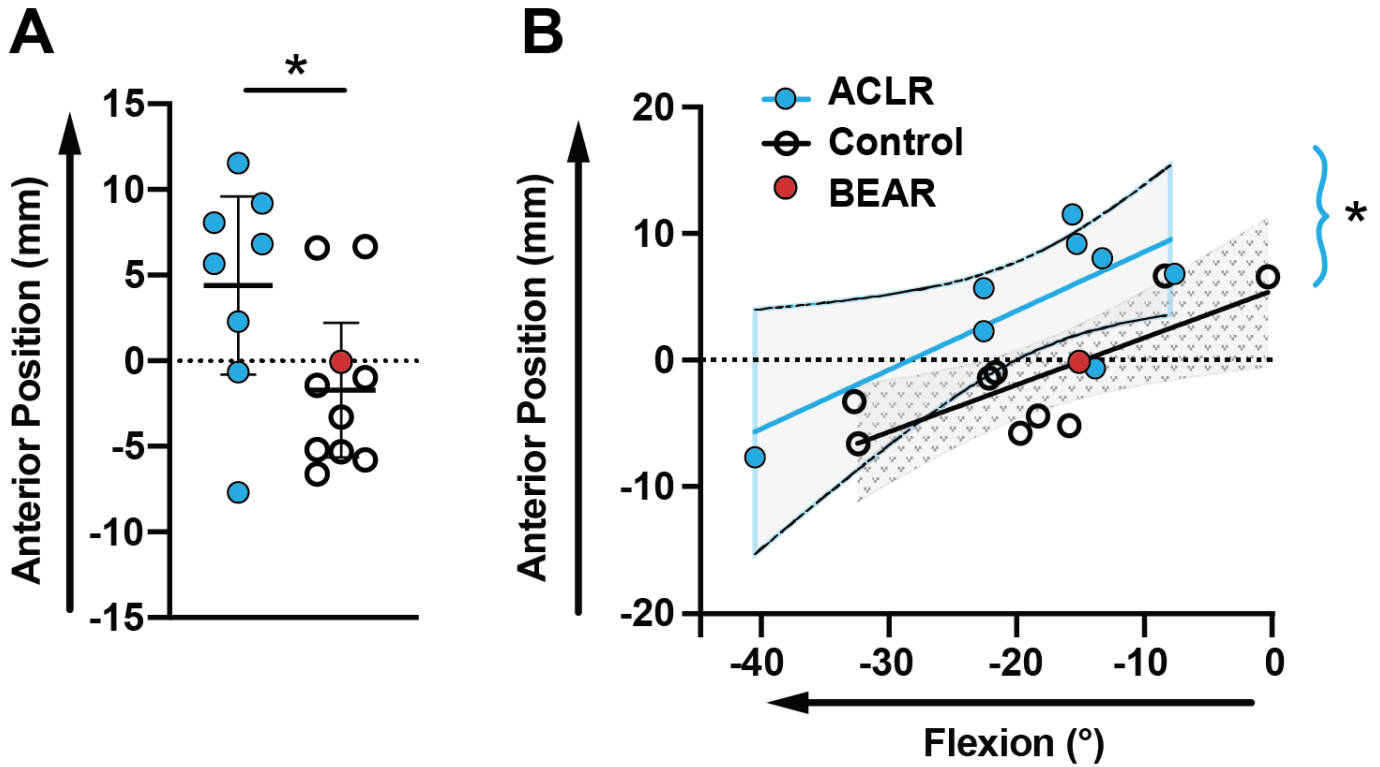 A
*
15
10
5
0
-5
-10
-15
Anterior Position (mm)
B
ACLR
Control
BEAR
20
10
0
-10
-20
Anterior Position (mm)
*
-40 -30 -20 -10 0
Flexion (°)